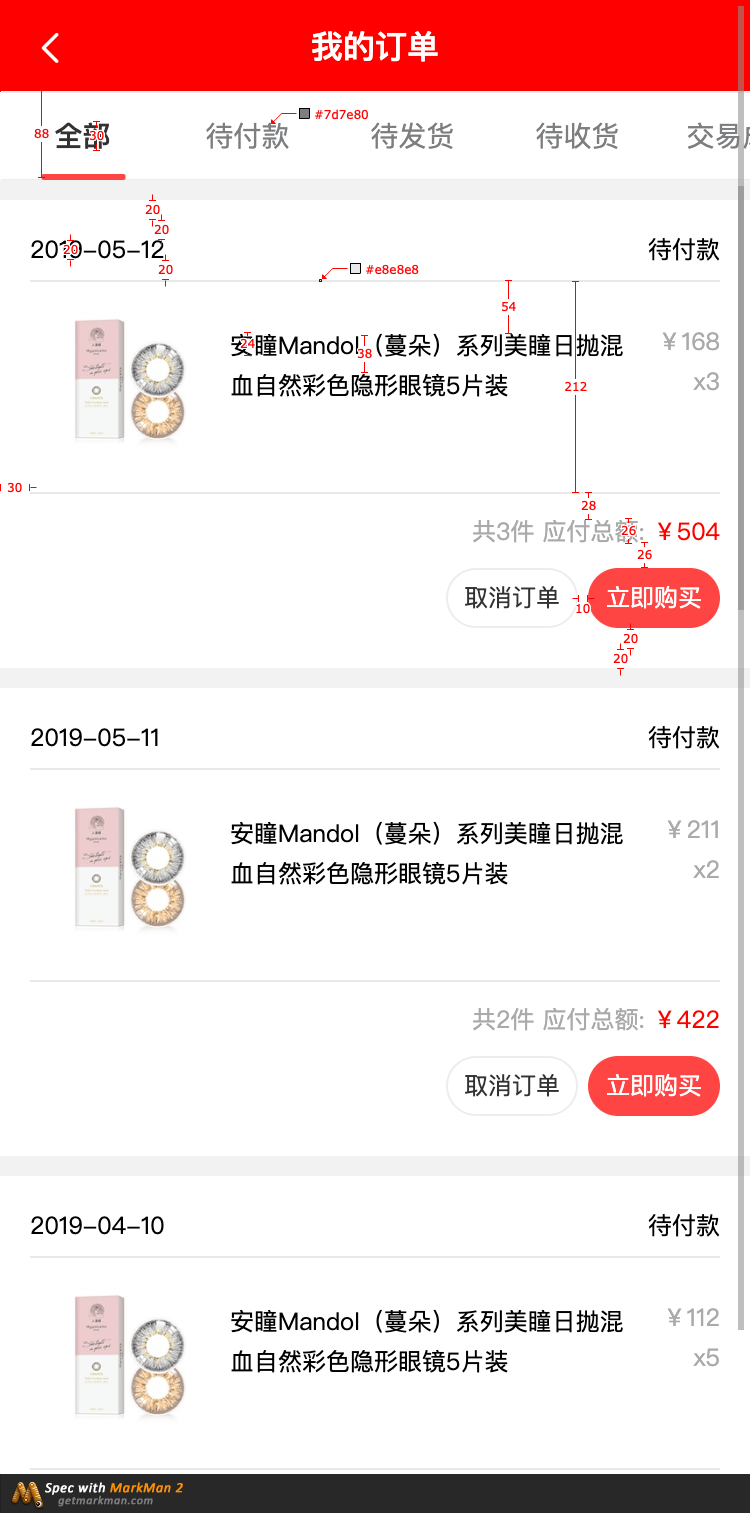 我的订单
全部 待付款 待发货 待收货 交易
88
30
#7d7e80
20
20
20
20
2019-05-12 待付款
#e8e8e8
54
24
38
212
安瞳Mandol（蔓朵）系列美瞳日抛混 ¥168
血自然彩色隐形眼镜5片装 x3
30
28
26
26
共3件 应付总额: ¥504
取消订单 立即购买
10
20
20
2019-05-11 待付款
安瞳Mandol（蔓朵）系列美瞳日抛混 ¥211
血自然彩色隐形眼镜5片装 x2
共2件 应付总额: ¥422
取消订单 立即购买
2019-04-10 待付款
安瞳Mandol（蔓朵）系列美瞳日抛混 ¥112
血自然彩色隐形眼镜5片装 x5
Spec with MarkMan 2
getmarkman.com